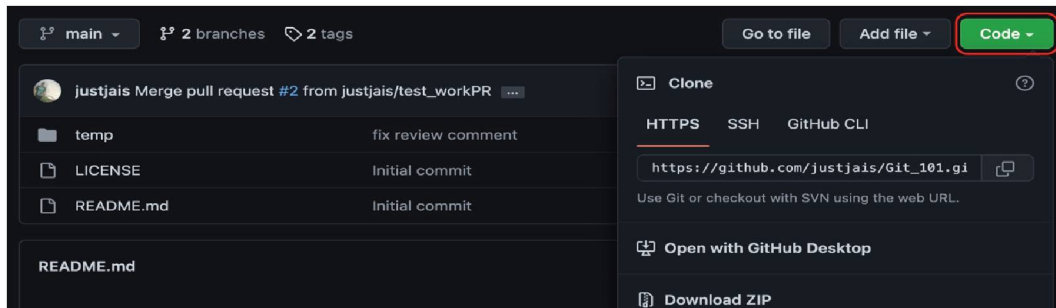 main 2 branches 2 tags Go to file Add file Code
justjais Merge pull request #2 from justjais/test_workPR ...
temp fix review comment
LICENSE Initial commit
README.md Initial commit
README.md
Clone
HTTPS SSH GitHub CLI
https://github.com/justjais/Git_101.gi
Use Git or checkout with SVN using the web URL.
Open with GitHub Desktop
Download ZIP